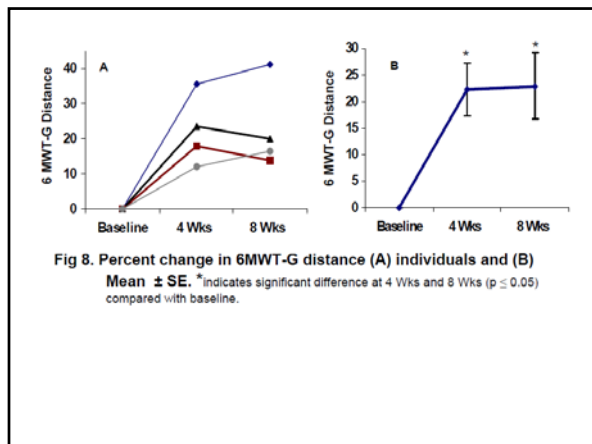 A
6 MWT-G Distance
40
30
20
10
0
Baseline 4 Wks 8 Wks
B
6 MWT-G Distance
30
25
20
15
10
5
0
* *
Baseline 4 Wks 8 Wks
Fig 8. Percent change in 6MWT-G distance (A) individuals and (B)
Mean ± SE. *indicates significant difference at 4 Wks and 8 Wks (p ≤ 0.05)
compared with baseline.